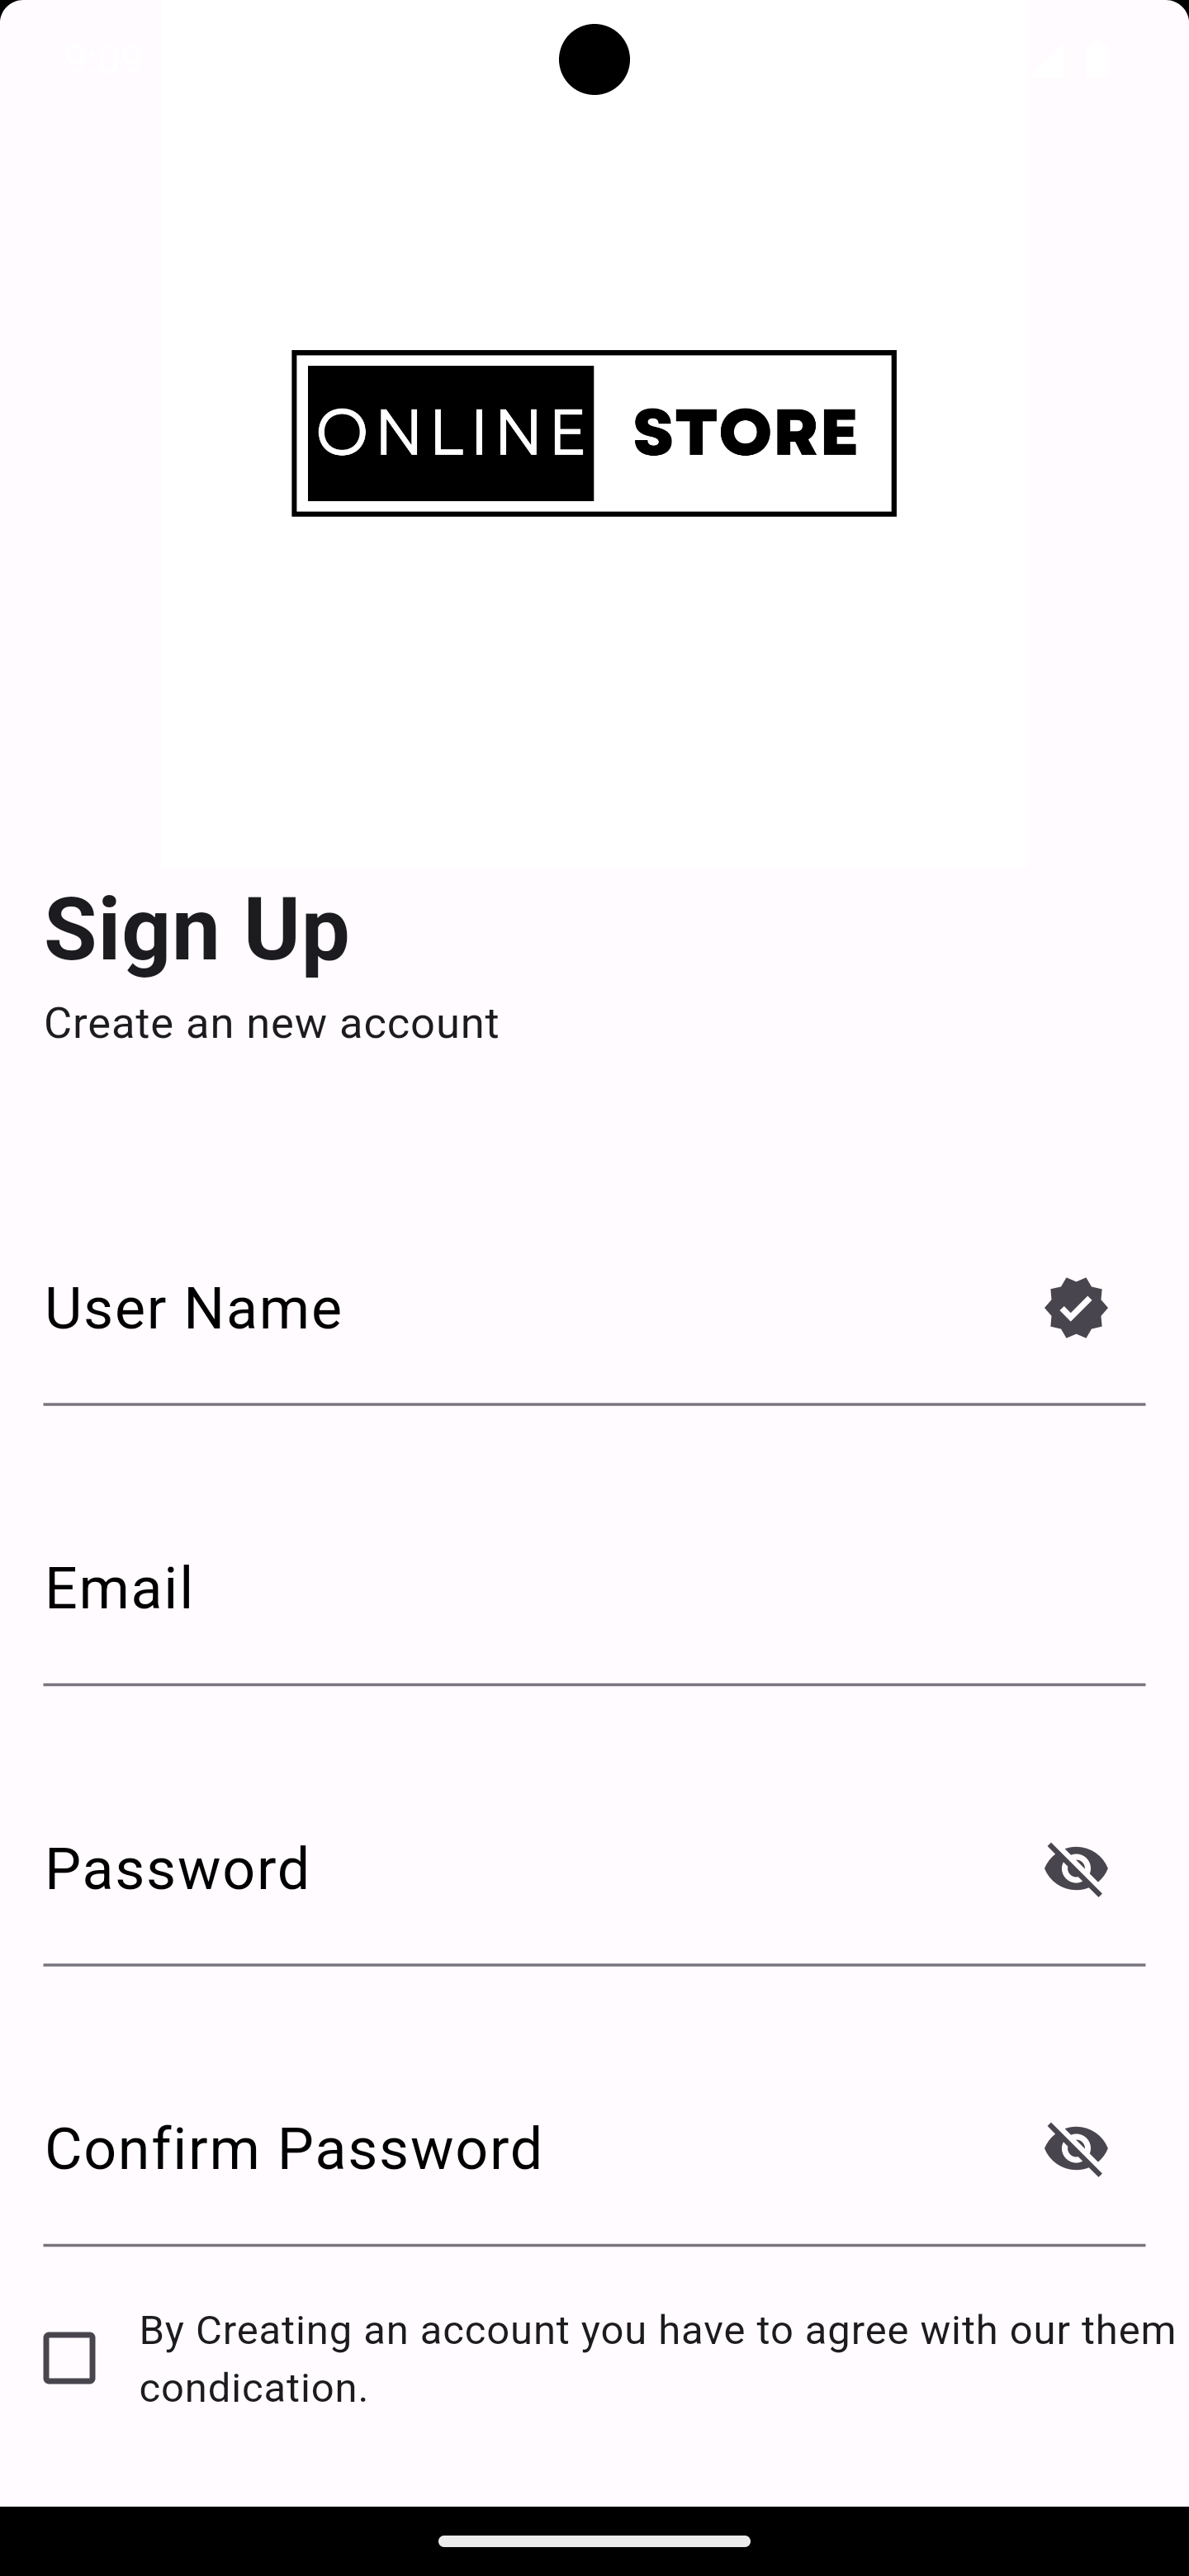 ONLINE STORE
Sign Up
Create an new account
User Name
Email
Password
Confirm Password
By Creating an account you have to agree with our them
condication.